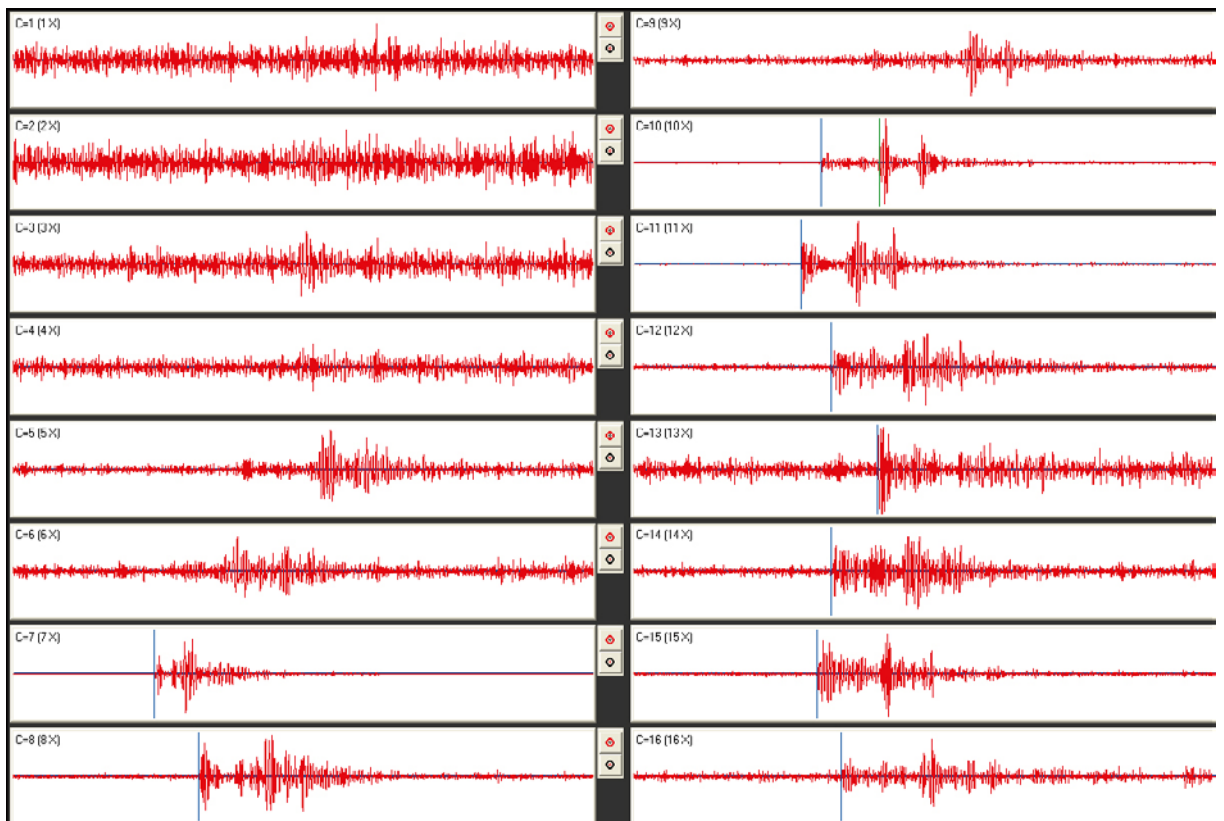 C=1 (1X)
C=2 (2X)
C=3 (3X)
C=4 (4X)
C=5 (5X)
C=6 (6X)
C=7 (7X)
C=8 (8X)
C=9 (9X)
C=10 (10X)
C=11 (11X)
C=12 (12X)
C=13 (13X)
C=14 (14X)
C=15 (15X)
C=16 (16X)